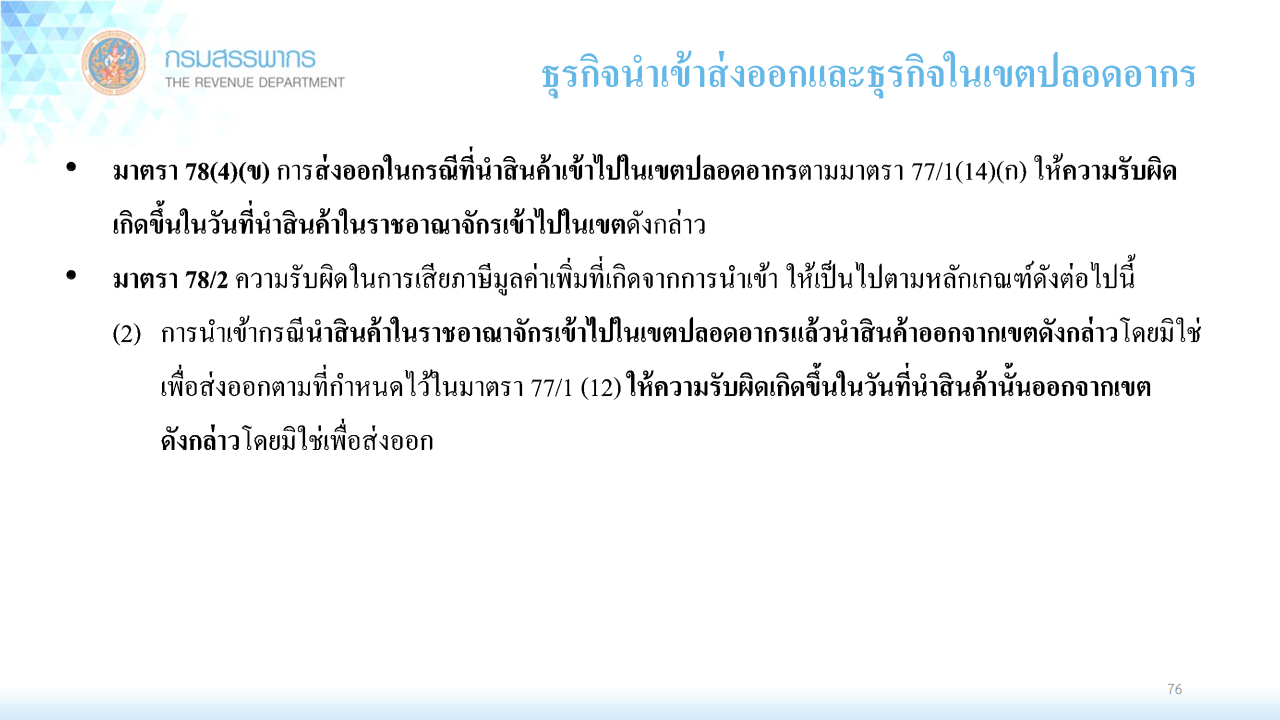 กรมสรรพากร
THE REVENUE DEPARTMENT
ธุรกิจนำเข้าส่งออกและธุรกิจในเขตปลอดอากร
• มาตรา 78(4)(ข) การส่งออกในกรณีที่นำสินค้าเข้าไปในเขตปลอดอากรตามมาตรา 77/1(14)(ก) ให้ความรับผิด
เกิดขึ้นในวันที่นำสินค้าในราชอาณาจักรเข้าไปในเขตดังกล่าว
• มาตรา 78/2 ความรับผิดในการเสียภาษีมูลค่าเพิ่มที่เกิดจากการนำเข้า ให้เป็นไปตามหลักเกณฑ์ดังต่อไปนี้
(2) การนำเข้ากรณีนำสินค้าในราชอาณาจักรเข้าไปในเขตปลอดอากรแล้วนำสินค้าออกจากเขตดังกล่าวโดยมิใช่
เพื่อส่งออกตามที่กำหนดไว้ในมาตรา 77/1 (12) ให้ความรับผิดเกิดขึ้นในวันที่นำสินค้านั้นออกจากเขต
ดังกล่าวโดยมิใช่เพื่อส่งออก
76